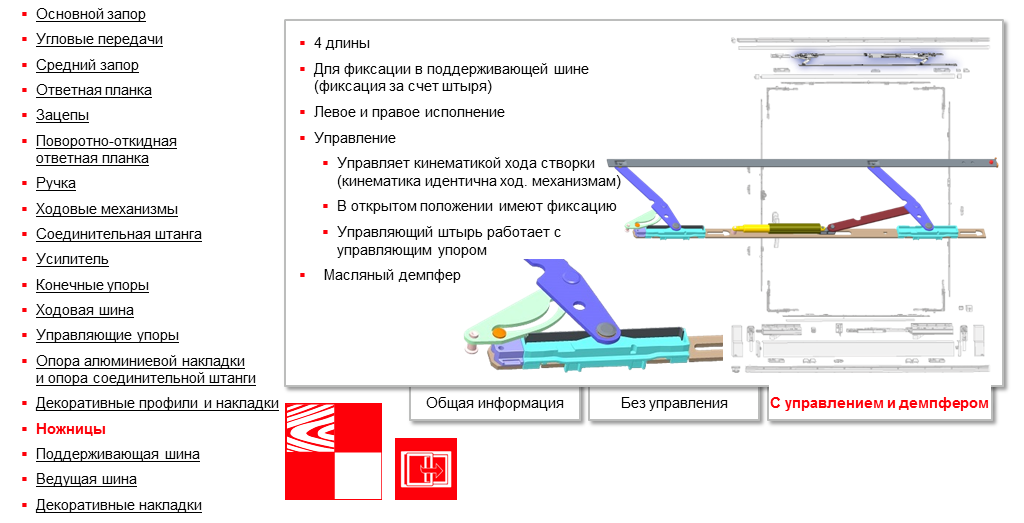 Основной запор
Угловые передачи
Средний запор
Ответная планка
Зацепы
Поворотно-откидная
ответная планка
Ручка
Ходовые механизмы
Соединительная штанга
Усилитель
Конечные упоры
Ходовая шина
Управляющие упоры
Опора алюминиевой накладки
и опора соединительной штанги
Декоративные профили и накладки
Ножницы
Поддерживающая шина
Ведущая шина
Декоративные накладки
4 длины
Для фиксации в поддерживающей шине
(фиксация за счет штыря)
Левое и правое исполнение
Управление
Управляет кинематикой хода створки
(кинематика идентична ход. механизмам)
В открытом положении имеют фиксацию
Управляющий штырь работает с
управляющим упором
Масляный демпфер
Общая информация
Без управления
С управлением и демпфером